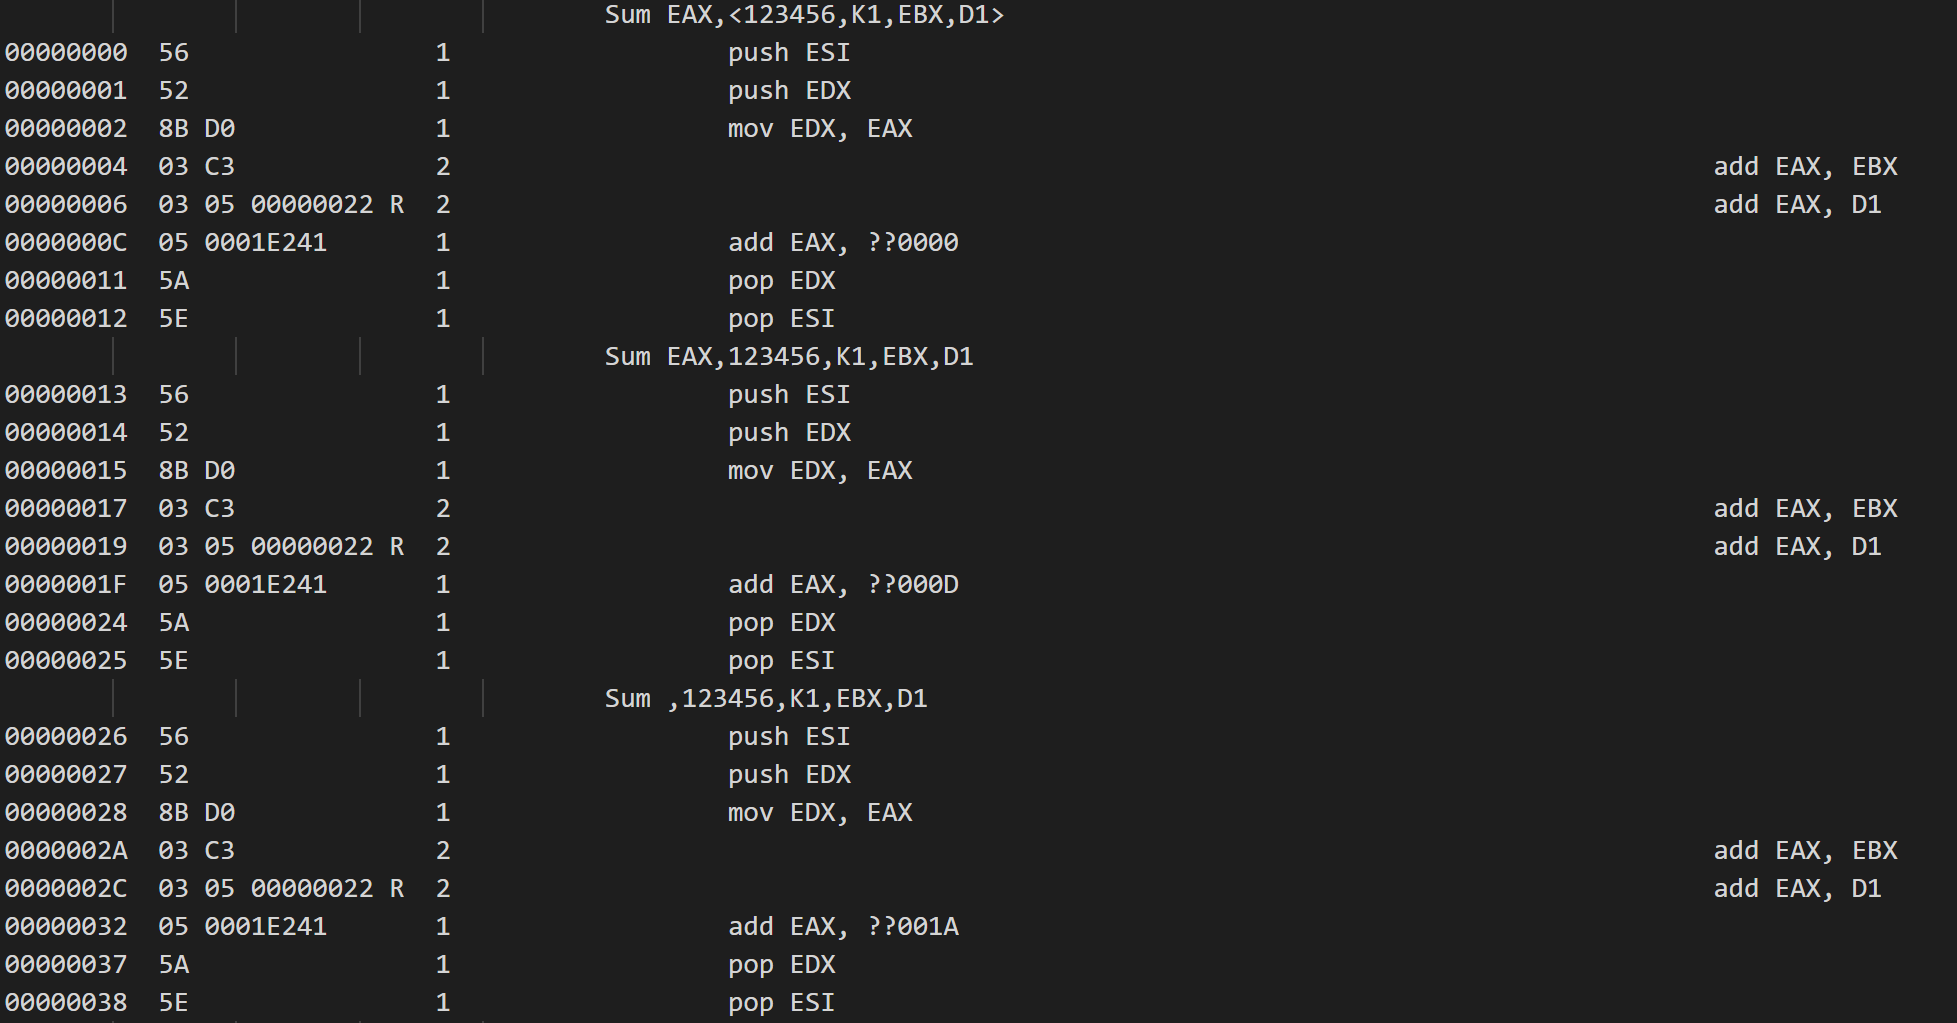 Sum EAX,<123456,K1,EBX,D1>
00000000  56                1                  push ESI
00000001  52                1                  push EDX
00000002  8B D0             1                  mov EDX, EAX
00000004  03 C3             2                                                                  add EAX, EBX
00000006  03 05 00000022 R  2                                                                  add EAX, D1
0000000C  05 0001E241       1                  add EAX, ??0000
00000011  5A                1                  pop EDX
00000012  5E                1                  pop ESI
Sum EAX,123456,K1,EBX,D1
00000013  56                1                  push ESI
00000014  52                1                  push EDX
00000015  8B D0             1                  mov EDX, EAX
00000017  03 C3             2                                                                  add EAX, EBX
00000019  03 05 00000022 R  2                                                                  add EAX, D1
0000001F  05 0001E241       1                  add EAX, ??000D
00000024  5A                1                  pop EDX
00000025  5E                1                  pop ESI
Sum ,123456,K1,EBX,D1
00000026  56                1                  push ESI
00000027  52                1                  push EDX
00000028  8B D0             1                  mov EDX, EAX
0000002A  03 C3             2                                                                  add EAX, EBX
0000002C  03 05 00000022 R  2                                                                  add EAX, D1
00000032  05 0001E241       1                  add EAX, ??001A
00000037  5A                1                  pop EDX
00000038  5E                1                  pop ESI